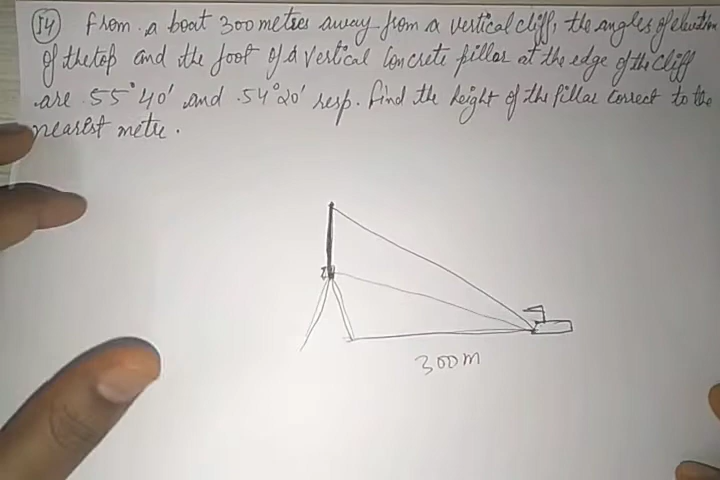 54 from a boat 300 metres away from a vertical cliff, the angles of elevation
of the top and the foot of a vertical concrete pillar at the edge of the cliff
are 55°40' and 54°20' resp. find the height of the pillar correct to the
nearest metre.
300m